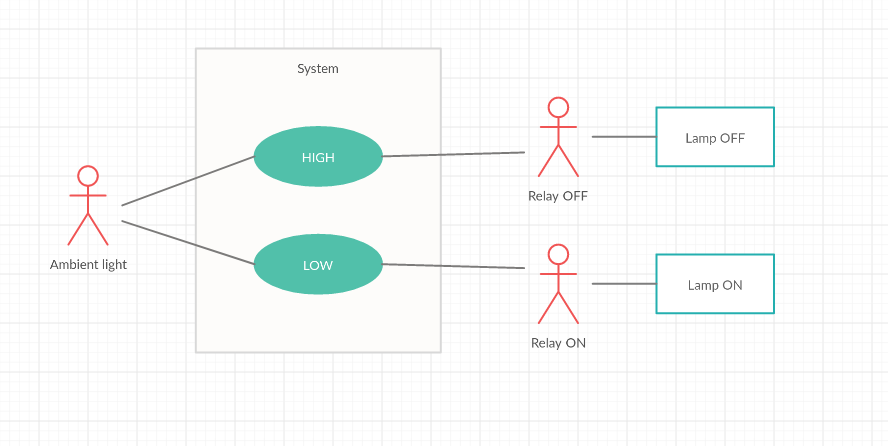 System
HIGH
LOW
Ambient light
Relay OFF
Lamp OFF
Relay ON
Lamp ON